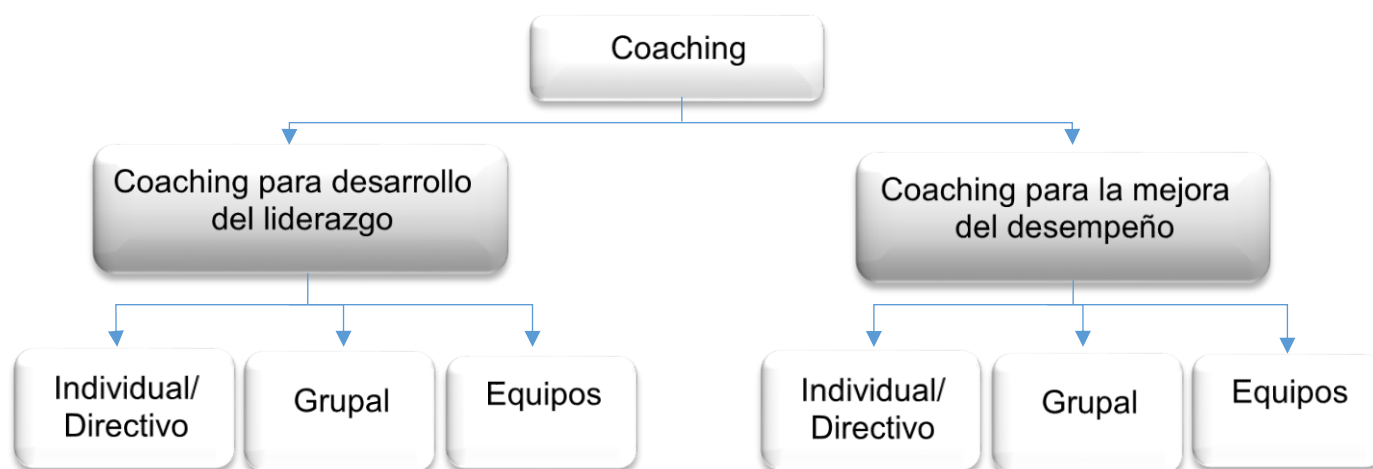 Coaching
Coaching para desarrollo
del liderazgo
Coaching para la mejora
del desempeño
Individual/
Directivo
Grupal
Equipos
Individual/
Directivo
Grupal
Equipos